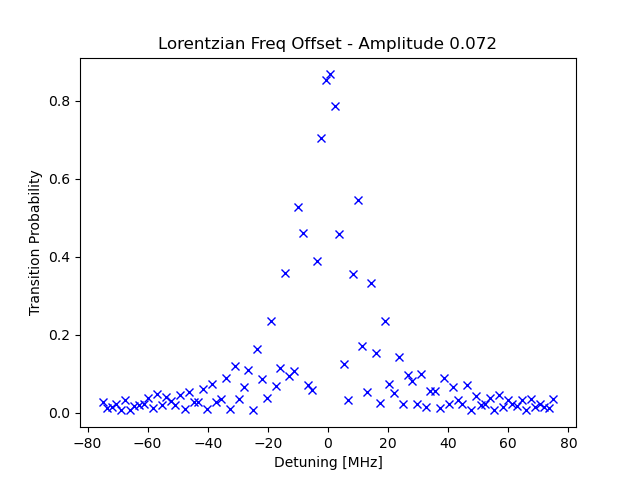 Lorentzian Freq Offset - Amplitude 0.072
Transition Probability
0.8
0.6
0.4
0.2
0.0
−80 −60 −40 −20 0 20 40 60 80
Detuning [MHz]